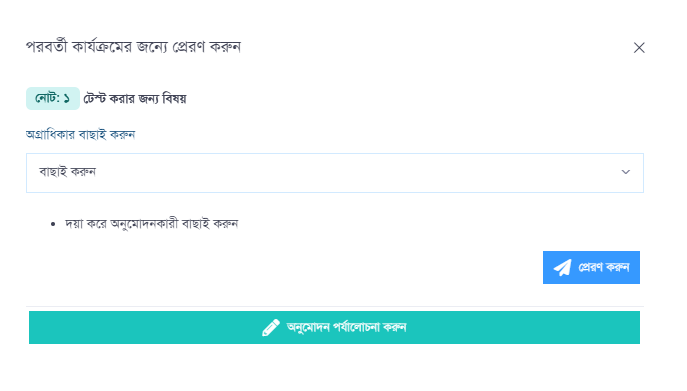 পরবর্তী কার্যক্রমের জন্যে প্রেরণ করুন
নোট: ১ টেস্ট করার জন্য বিষয়
অগ্রাধিকার বাছাই করুন
বাছাই করুন
• দয়া করে অনুমোদনকারী বাছাই করুন
প্রেরণ করুন
অনুমোদন পর্যালোচনা করুন